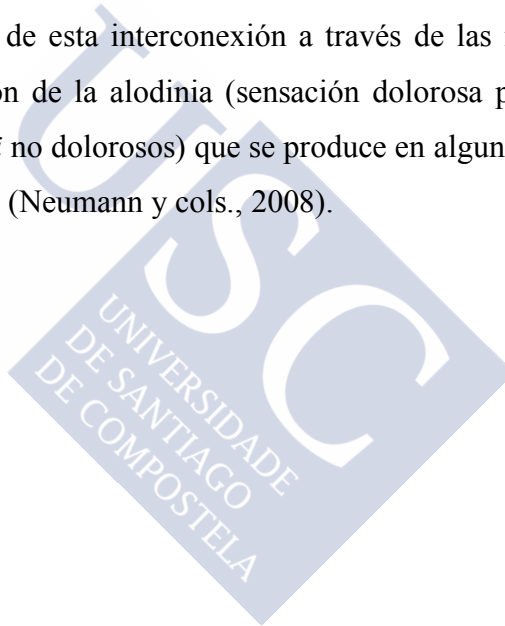 de esta interconexión a través de las
ón de la alodinia (sensación dolorosa
no dolorosos) que se produce en algun
(Neumann y cols., 2008).
USC
UNIVERSIDADE
DE SANTIAGO
DE COMPOSTELA